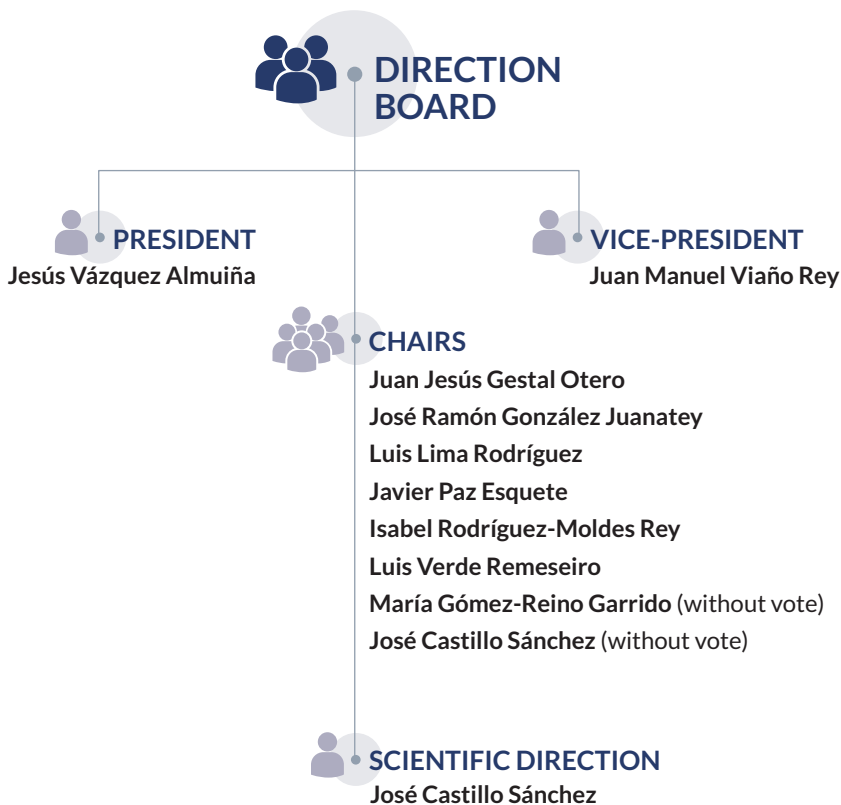 DIRECTION
BOARD
PRESIDENT
Jesús Vázquez Almuiña
VICE-PRESIDENT
Juan Manuel Viaño Rey
CHAIRS
Juan Jesús Gestal Otero
José Ramón González Juanatey
Luis Lima Rodríguez
Javier Paz Esquete
Isabel Rodríguez-Moldes Rey
Luis Verde Remeseiro
María Gómez-Reino Garrido (without vote)
José Castillo Sánchez (without vote)
SCIENTIFIC DIRECTION
José Castillo Sánchez